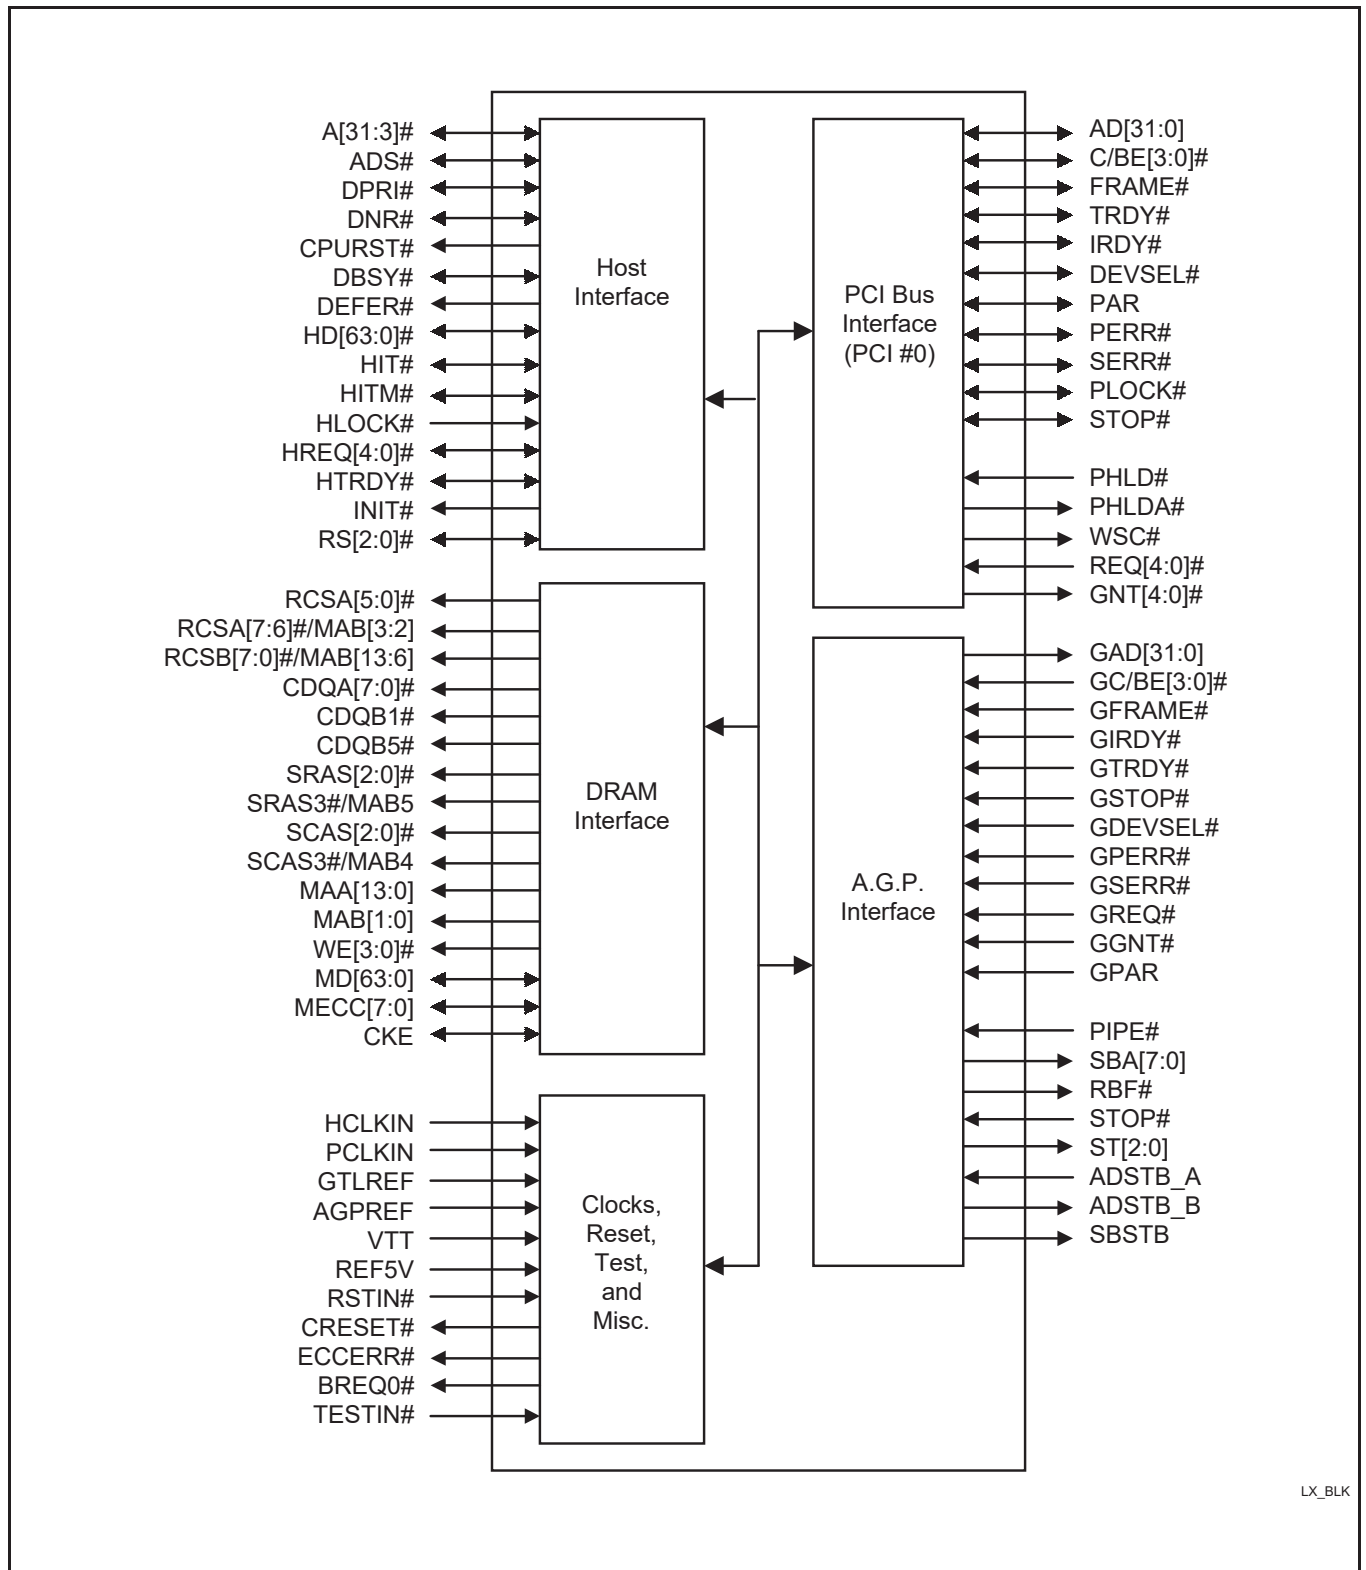 A[31:3]#
ADS#
DPRI#
DNR#
CPURST#
DBSY#
DEFER#
HD[63:0]#
HIT#
HITM#
HLOCK#
HREQ[4:0]#
HTRDY#
INIT#
RS[2:0]#
Host
Interface
RCSA[5:0]#
RCSA[7:6]#/MAB[3:2]
RCSB[7:0]#/MAB[13:6]
CDQA[7:0]#
CDQB1#
CDQB5#
SRAS[2:0]#
SRAS3#/MAB5
SCAS[2:0]#
SCAS3#/MAB4
MAA[13:0]
MAB[1:0]
WE[3:0]#
MD[63:0]
MECC[7:0]
CKE
DRAM
Interface
HCLKIN
PCLKIN
GTLREF
AGPREF
VTT
REF5V
RSTIN#
CRESET#
ECCERR#
BREQ0#
TESTIN#
Clocks,
Reset,
Test,
and
Misc.
PCI Bus
Interface
(PCI #0)
AD[31:0]
C/BE[3:0]#
FRAME#
TRDY#
IRDY#
DEVSEL#
PAR
PERR#
SERR#
PLOCK#
STOP#
PHLD#
PHLDA#
WSC#
REQ[4:0]#
GNT[4:0]#
A.G.P.
Interface
GAD[31:0]
GC/BE[3:0]#
GFRAME#
GIRDY#
GTRDY#
GSTOP#
GDEVSEL#
GPERR#
GSERR#
GREQ#
GGNT#
GPAR
PIPE#
SBA[7:0]
RBF#
STOP#
ST[2:0]
ADSTB_A
ADSTB_B
SBSTB
LX_BLK